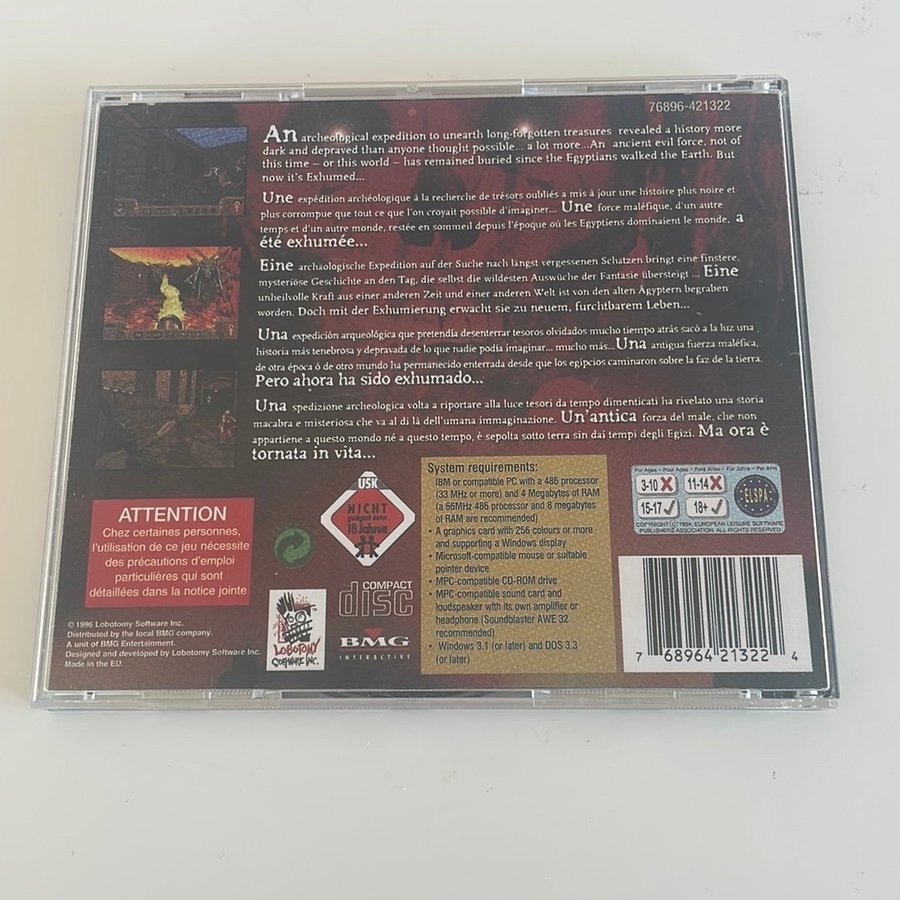 76896-421322
An archeological expedition to unearth long-forgotten treasures revealed a history more
dark and depraved than anyone thought possible... a lot more...An ancient evil force, not of
this time – or this world – has remained buried since the Egyptians walked the Earth. But
now it's Exhumed...
Une expédition archéologique à la recherche de trésors oubliés a mis à jour une histoire plus noire et
plus corrompue que tout ce que l'on croyait possible d'imaginer... Une force maléfique, d'un autre
temps et d'un autre monde, restée en sommeil depuis l'époque où les Egyptiens dominaient le monde, a
été exhumée...
Eine archäologische Expedition auf der Suche nach längst vergessenen Schätzen bringt eine finstere,
mysteriöse Geschichte an den Tag, die selbst die wildesten Auswüche der Fantasie übersteigt ... Eine
unheilvolle Kraft aus einer anderen Zeit und einer anderen Welt ist von den alten Ägyptern begraben
worden. Doch mit der Exhumierung erwacht sie zu neuem, furchtbarem Leben...
Una expedición arqueológica que pretendía desenterrar tesoros olvidados mucho tiempo atrás sacó a la luz una
historia más tenebrosa y depravada de lo que nadie podía imaginar... mucho más...Una antigua fuerza maléfica,
de otra época ó de otro mundo ha permanecido enterrada desde que los egipcios caminaron sobre la faz de la tierra.
Pero ahora ha sido exhumado...
Una spedizione archeologica volta a riportare alla luce tesori da tempo dimenticati ha rivelato una storia
macabra e misteriosa che va al di là dell'umana immaginazione. Un'antica forza del male, che non
appartiene a questo mondo né a questo tempo, è sepolta sotto terra sin dai tempi degli Egizi. Ma ora è
tornata in vita...
ATTENTION
Chez certaines personnes,
l'utilisation de ce jeu nécessite
des précautions d'emploi
particulières qui sont
détaillées dans la notice jointe
© 1996 Lobotomy Software Inc.
Distributed by the local BMG company.
A unit of BMG Entertainment.
Designed and developed by Lobotomy Software Inc.
Made in the EU.
USK
NICHT
geeignet unter
18 Jahren
LOBOTOMY
SOFTWARE INC.
COMPACT
disc
BMG
INTERACTIVE
System requirements:
IBM or compatible PC with a 486 processor
(33 MHz or more) and 4 Megabytes of RAM
(a 66MHz 486 processor and 8 megabytes
of RAM are recommended)
• A graphics card with 256 colours or more
and supporting a Windows display
• Microsoft-compatible mouse or suitable
pointer device
• MPC-compatible CD-ROM drive
• MPC-compatible sound card and
loudspeaker with its own amplifier or
headphone (Soundblaster AWE 32
recommended)
• Windows 3.1 (or later) and DOS 3.3
(or later)
For Ages – Pour Ages – Para Anos – Für Jahre – Per Anni
3-10 11-14
15-17 18+
ELSPA
COPYRIGHT (C) 1994, EUROPEAN LEISURE SOFTWARE
PUBLISHERS ASSOCIATION. ALL RIGHTS RESERVED
7 68964 21322 4